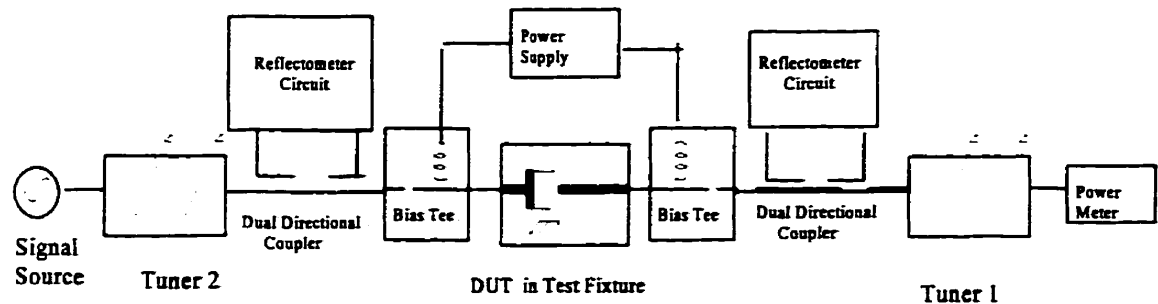 Power
Supply
Reflectometer
Circuit
Reflectometer
Circuit
Bias Tee
Bias Tee
Power
Meter
Dual Directional
Coupler
Dual Directional
Coupler
Signal
Source
Tuner 2
DUT in Test Fixture
Tuner 1